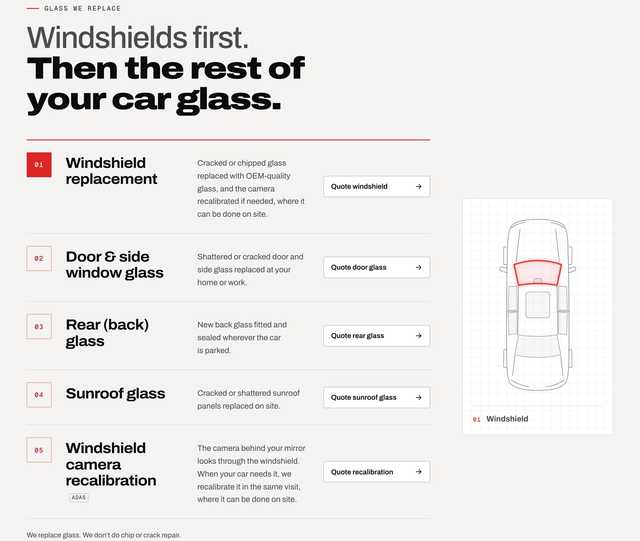 GLASS WE REPLACE
Windshields first.
Then the rest of
your car glass.
01
Windshield
replacement
Cracked or chipped glass
replaced with OEM-quality
glass, and the camera
recalibrated if needed, where it
can be done on site.
Quote windshield →
02
Door & side
window glass
Shattered or cracked door and
side glass replaced at your
home or work.
Quote door glass →
03
Rear (back)
glass
New back glass fitted and
sealed wherever the car
is parked.
Quote rear glass →
04
Sunroof glass
Cracked or shattered sunroof
panels replaced on site.
Quote sunroof glass →
05
Windshield
camera
recalibration
ADAS
The camera behind your mirror
looks through the windshield.
When your car needs it, we
recalibrate it in the same visit,
where it can be done on site.
Quote recalibration →
01 Windshield
We replace glass. We don't do chip or crack repair.